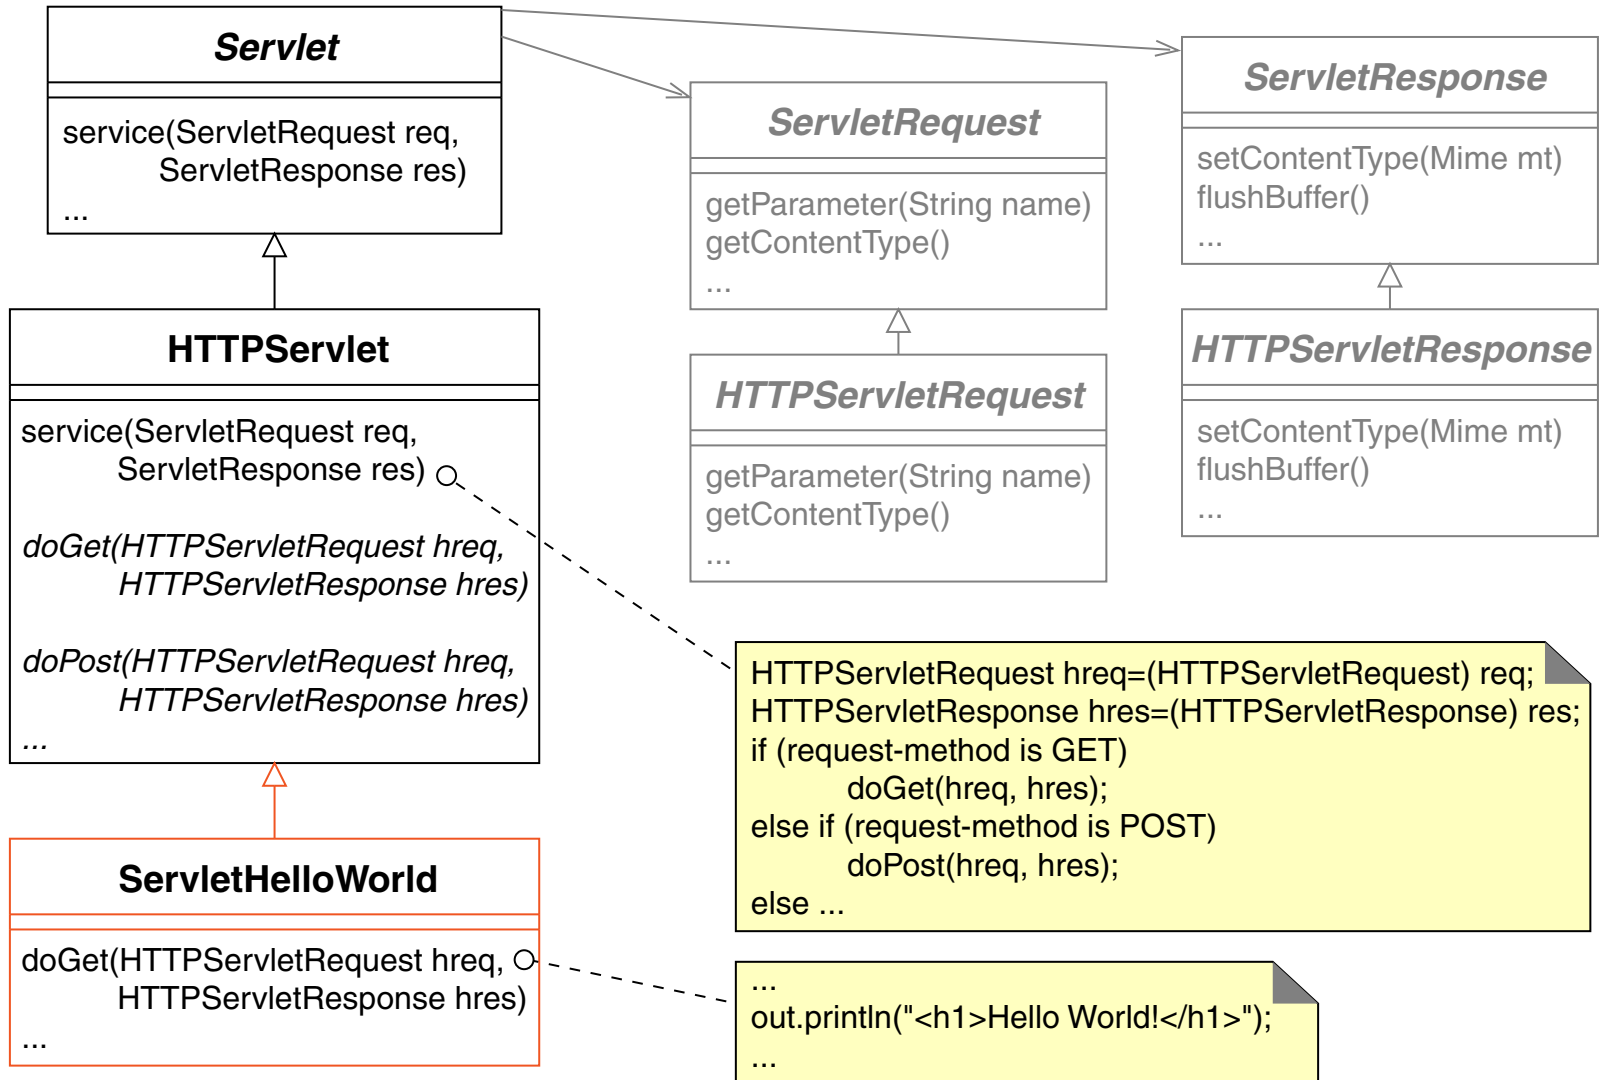 Servlet
service(ServletRequest req,
ServletResponse res)
...
ServletRequest
getParameter(String name)
getContentType()
...
ServletResponse
setContentType(Mime mt)
flushBuffer()
...
HTTPServlet
service(ServletRequest req,
ServletResponse res)
doGet(HTTPServletRequest hreq,
HTTPServletResponse hres)
doPost(HTTPServletRequest hreq,
HTTPServletResponse hres)
...
HTTPServletRequest
getParameter(String name)
getContentType()
...
HTTPServletResponse
setContentType(Mime mt)
flushBuffer()
...
HTTPServletRequest hreq=(HTTPServletRequest) req;
HTTPServletResponse hres=(HTTPServletResponse) res;
if (request-method is GET)
doGet(hreq, hres);
else if (request-method is POST)
doPost(hreq, hres);
else ...
ServletHelloWorld
doGet(HTTPServletRequest hreq,
HTTPServletResponse hres)
...
...
out.println("<h1>Hello World!</h1>");
...